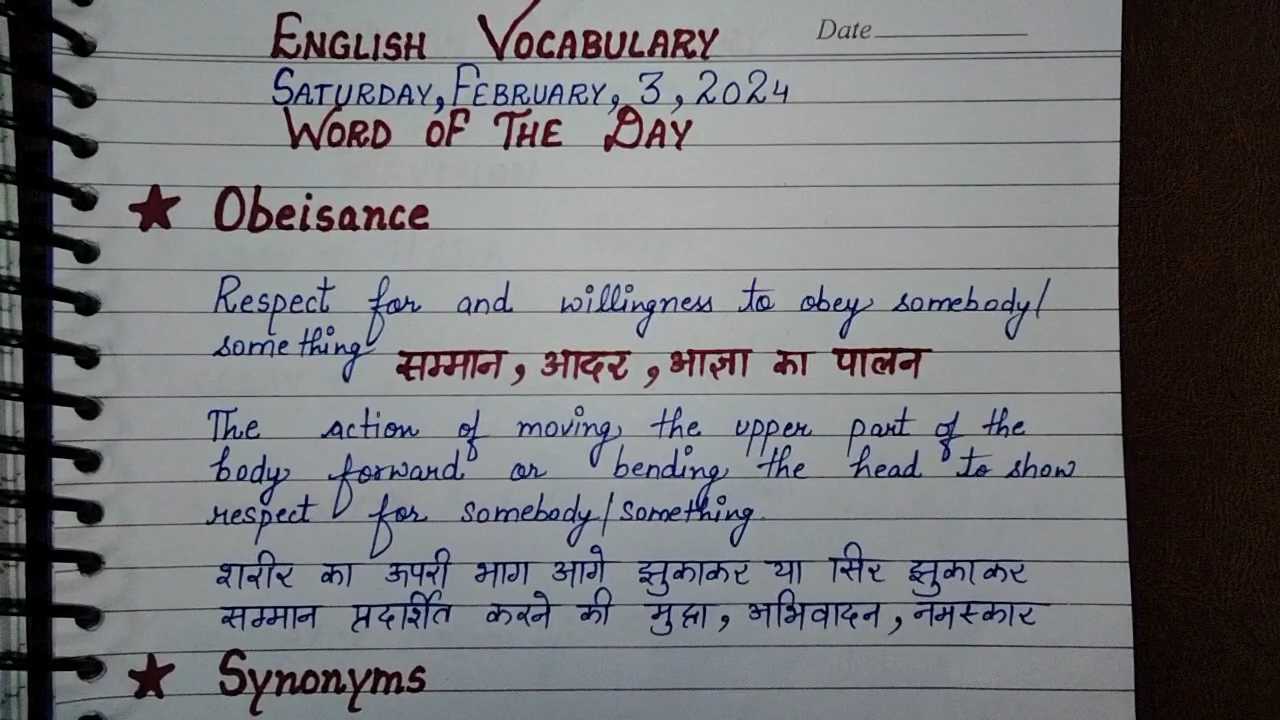 ENGLISH VOCABULARY
Date
SATURDAY, FEBRUARY, 3, 2024
WORD OF THE DAY
★ Obeisance
Respect for and willingness to obey somebody/
something सम्मान, आदर, आज्ञा का पालन
The action of moving the upper part of the
body forward or bending the head to show
respect for somebody/something.
शरीर का ऊपरी भाग आगे झुकाकर या सिर झुकाकर
सम्मान प्रदर्शित करने की मुद्रा, अभिवादन, नमस्कार
★ Synonyms